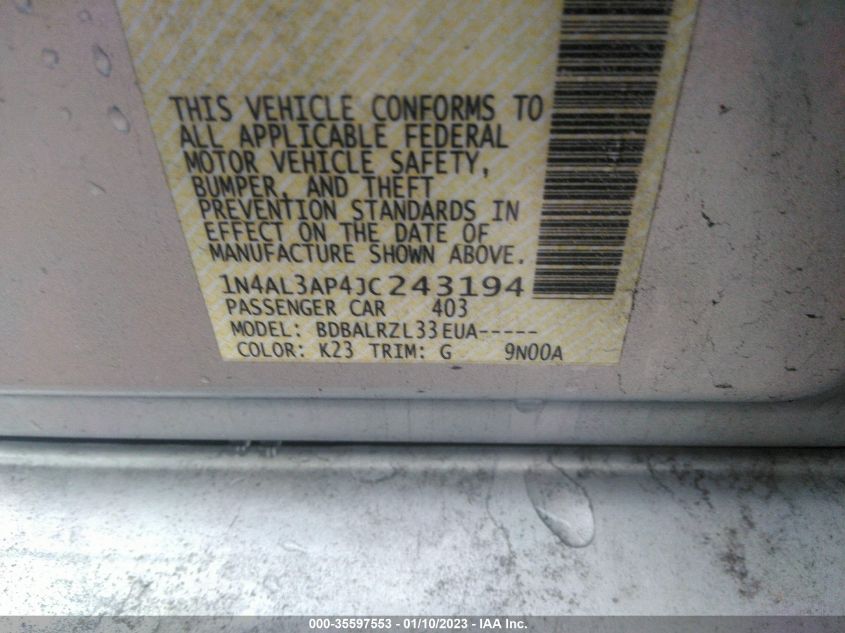 THIS VEHICLE CONFORMS TO
ALL APPLICABLE FEDERAL
MOTOR VEHICLE SAFETY,
BUMPER, AND THEFT
PREVENTION STANDARDS IN
EFFECT ON THE DATE OF
MANUFACTURE SHOWN ABOVE.
1N4AL3AP4JC243194
PASSENGER CAR 403
MODEL: BDBALRZL33EUA-----
COLOR: K23 TRIM: G 9N00A
000-35597553 - 01/10/2023 - IAA Inc.